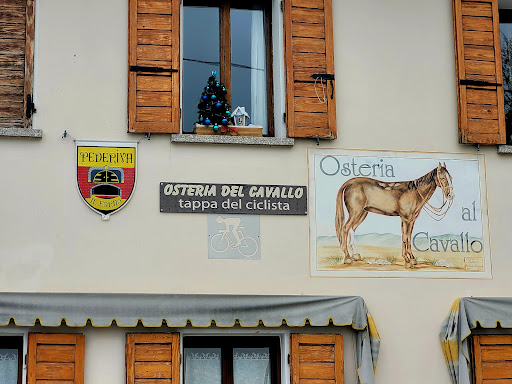 PEDERIVA
OSTERIA DEL CAVALLO
tappa del ciclista
Osteria
al
Cavallo